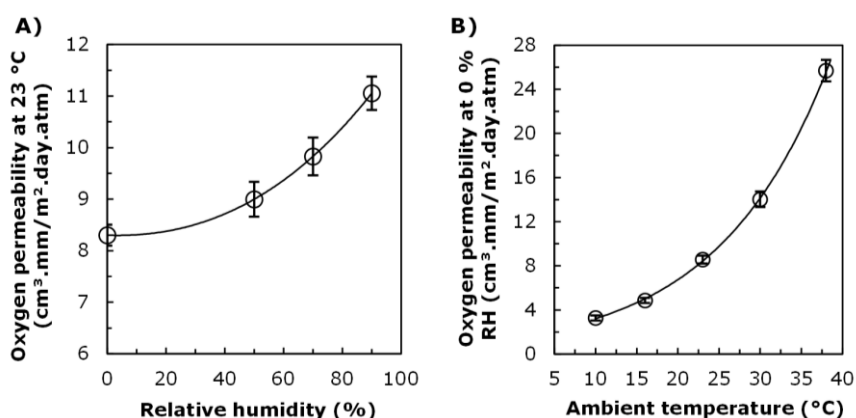 A)
Oxygen permeability at 23 °C
(cm³.mm/m².day.atm)
12
11
10
9
8
7
6
0 20 40 60 80 100
Relative humidity (%)
B)
Oxygen permeability at 0 %
RH (cm³.mm/m².day.atm)
28
24
20
16
12
8
4
0
5 10 15 20 25 30 35 40
Ambient temperature (°C)